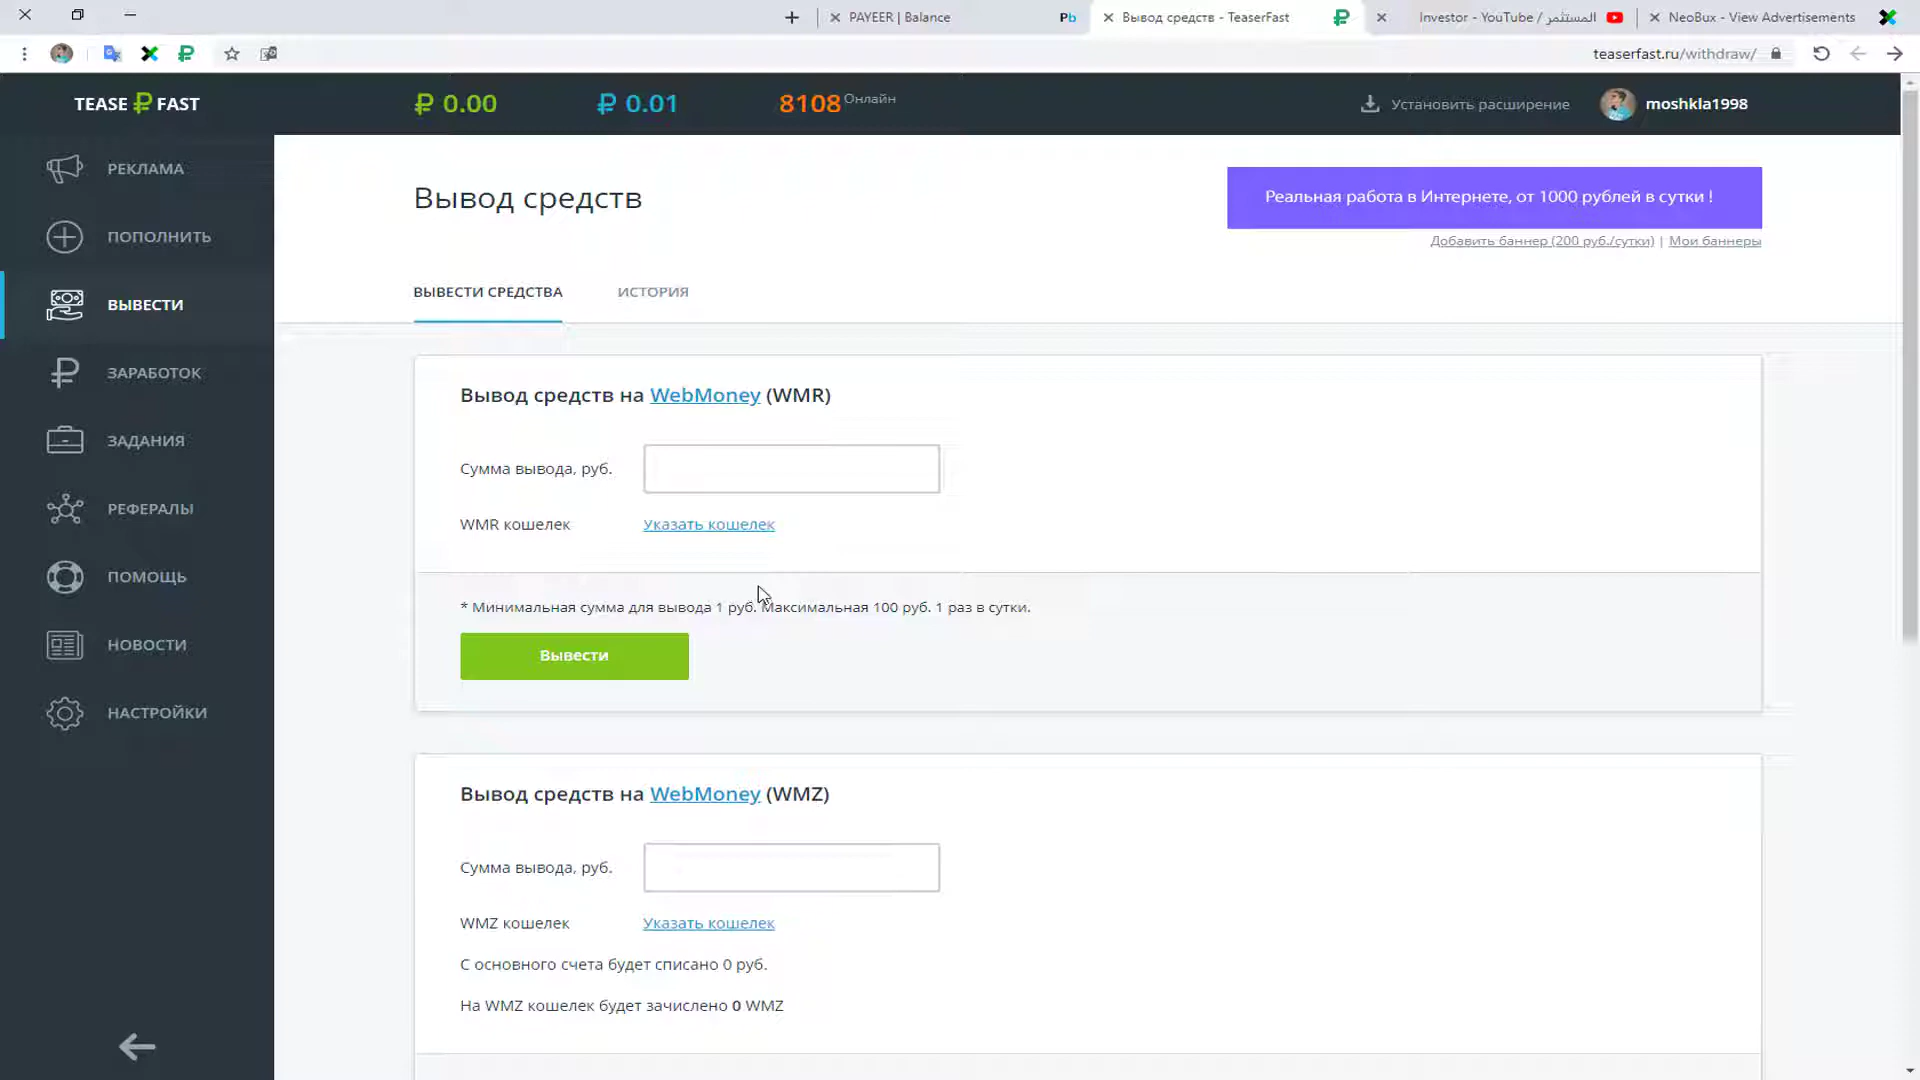 PAYEER | Balance
Pb
Вывод средств - TeaserFast
Investor - YouTube / المستثمر
NeoBux - View Advertisements
teaserfast.ru/withdraw/
TEASE ₽ FAST
₽ 0.00
₽ 0.01
8108 Онлайн
Установить расширение
moshkla1998
РЕКЛАМА
ПОПОЛНИТЬ
ВЫВЕСТИ
ЗАРАБОТОК
ЗАДАНИЯ
РЕФЕРАЛЫ
ПОМОЩЬ
НОВОСТИ
НАСТРОЙКИ
Вывод средств
Реальная работа в Интернете, от 1000 рублей в сутки !
Добавить баннер (200 руб./сутки) | Мои баннеры
ВЫВЕСТИ СРЕДСТВА
ИСТОРИЯ
Вывод средств на WebMoney (WMR)
Сумма вывода, руб.
WMR кошелек
Указать кошелек
* Минимальная сумма для вывода 1 руб. Максимальная 100 руб. 1 раз в сутки.
Вывести
Вывод средств на WebMoney (WMZ)
Сумма вывода, руб.
WMZ кошелек
Указать кошелек
С основного счета будет списано 0 руб.
На WMZ кошелек будет зачислено 0 WMZ